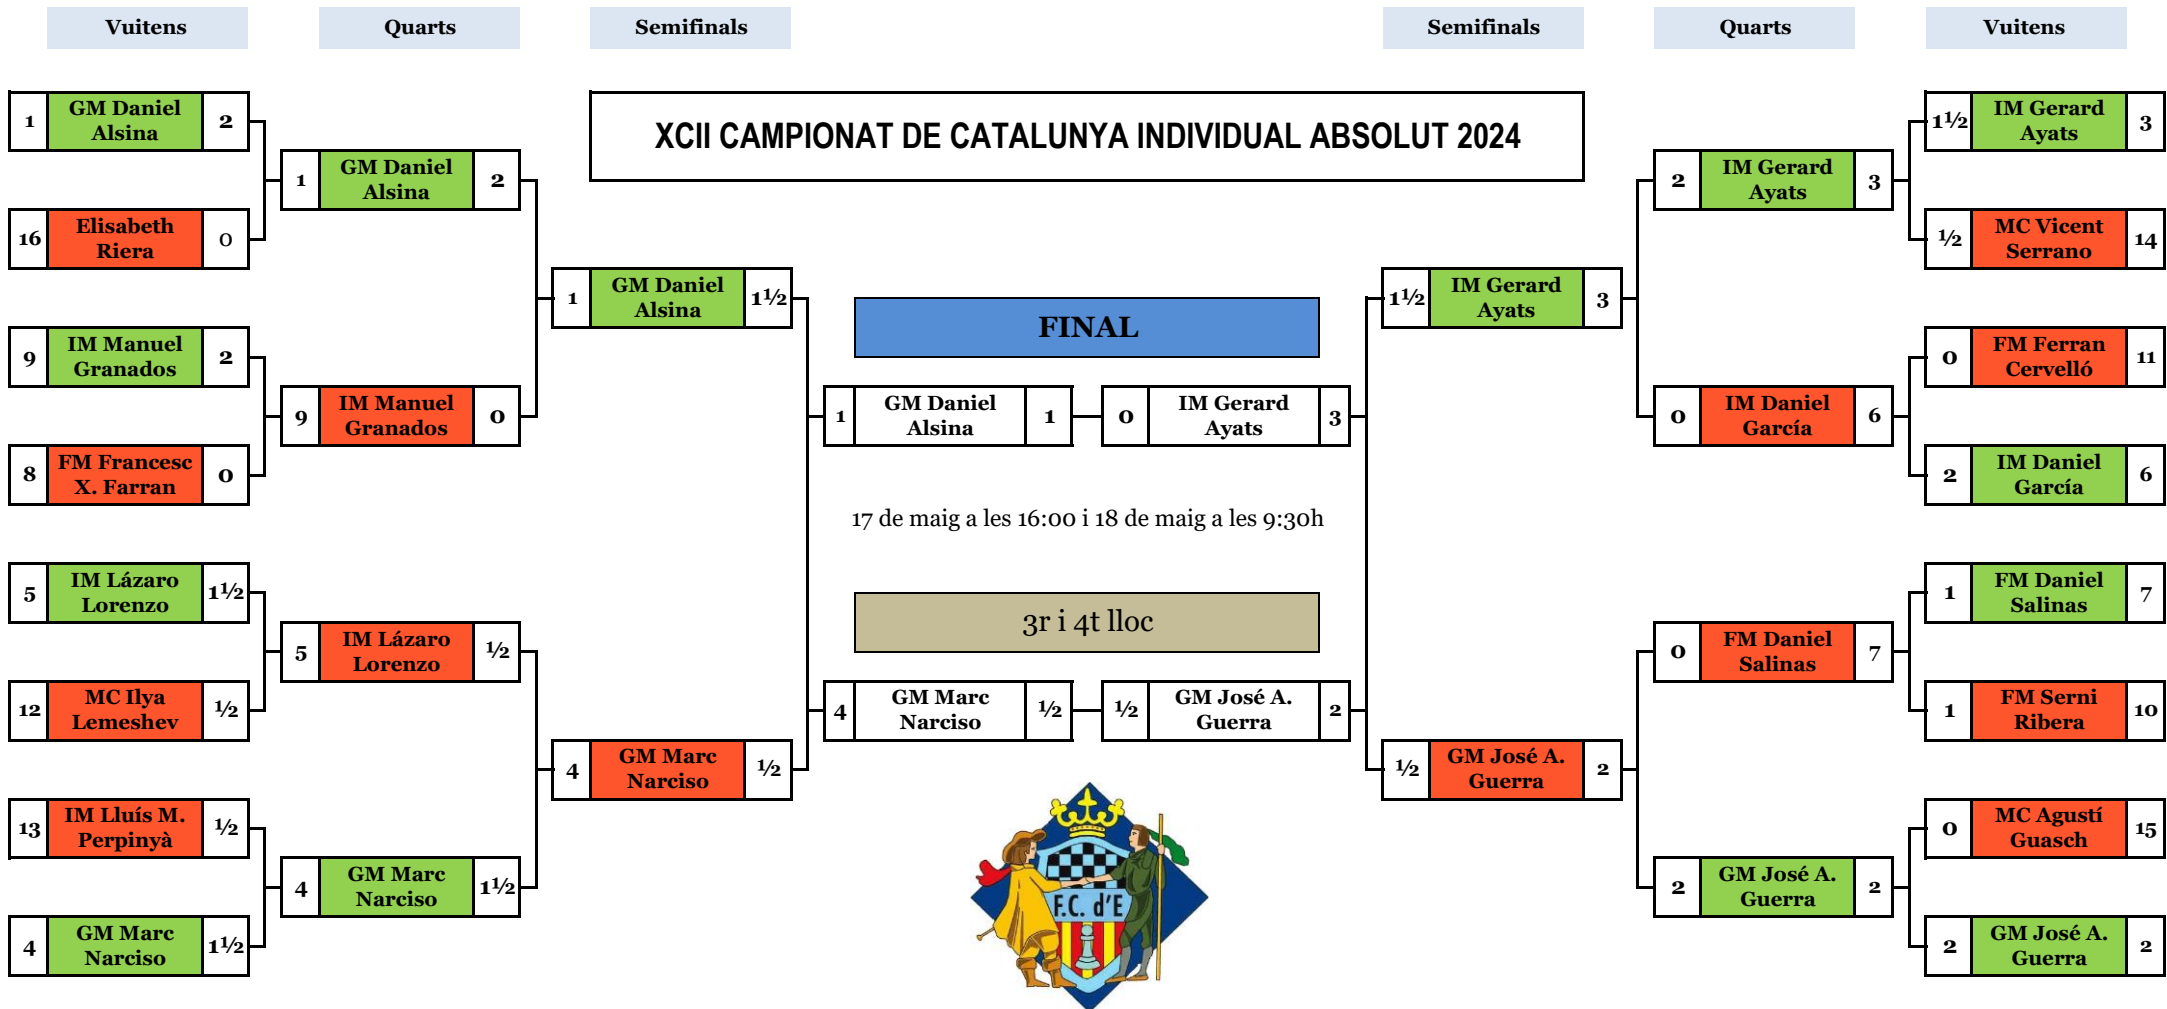 Vuitens
Quarts
Semifinals
Semifinals
Quarts
Vuitens
XCII CAMPIONAT DE CATALUNYA INDIVIDUAL ABSOLUT 2024
1
GM Daniel
Alsina
2
16
Elisabeth
Riera
0
9
IM Manuel
Granados
2
8
FM Francesc
X. Farran
0
5
IM Lázaro
Lorenzo
1½
12
MC Ilya
Lemeshev
½
13
IM Lluís M.
Perpinyà
½
4
GM Marc
Narciso
1½
1
GM Daniel
Alsina
2
9
IM Manuel
Granados
0
5
IM Lázaro
Lorenzo
½
4
GM Marc
Narciso
1½
1
GM Daniel
Alsina
1½
4
GM Marc
Narciso
½
FINAL
1
GM Daniel
Alsina
1
0
IM Gerard
Ayats
3
17 de maig a les 16:00 i 18 de maig a les 9:30h
3r i 4t lloc
4
GM Marc
Narciso
½
½
GM José A.
Guerra
2
F.C. d'E
1½
IM Gerard
Ayats
3
½
GM José A.
Guerra
2
2
IM Gerard
Ayats
3
0
IM Daniel
García
6
0
FM Daniel
Salinas
7
2
GM José A.
Guerra
2
1½
IM Gerard
Ayats
3
½
MC Vicent
Serrano
14
0
FM Ferran
Cervelló
11
2
IM Daniel
García
6
1
FM Daniel
Salinas
7
1
FM Serni
Ribera
10
0
MC Agustí
Guasch
15
2
GM José A.
Guerra
2